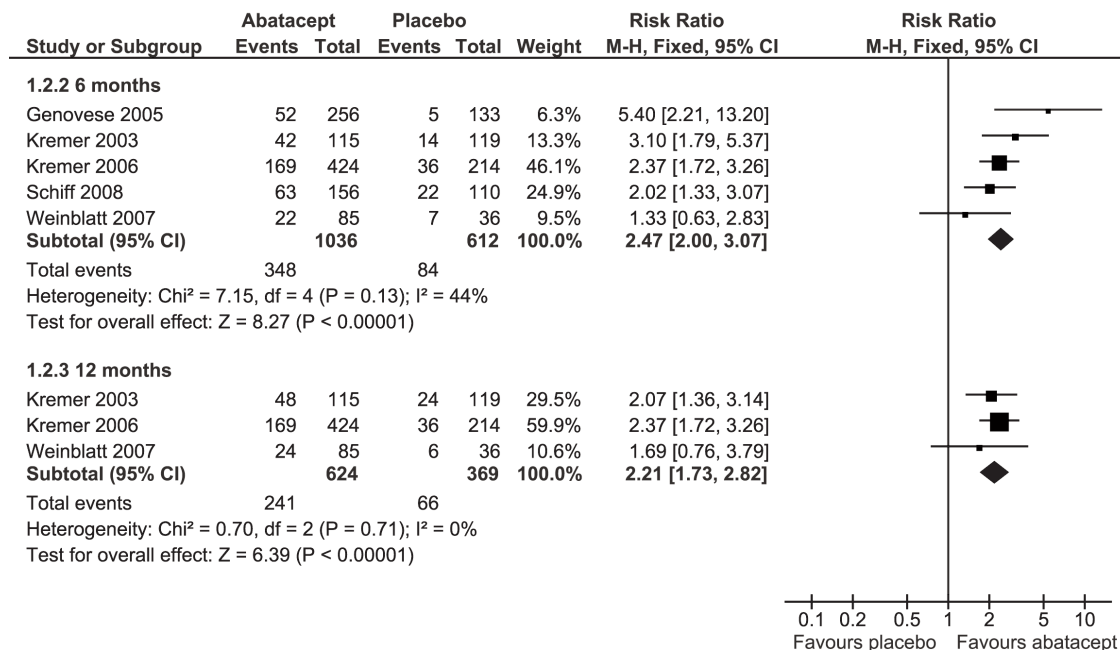 Abatacept Placebo Risk Ratio Risk Ratio
Study or Subgroup Events Total Events Total Weight M-H, Fixed, 95% CI M-H, Fixed, 95% CI
1.2.2 6 months
Genovese 2005 52 256 5 133 6.3% 5.40 [2.21, 13.20]
Kremer 2003 42 115 14 119 13.3% 3.10 [1.79, 5.37]
Kremer 2006 169 424 36 214 46.1% 2.37 [1.72, 3.26]
Schiff 2008 63 156 22 110 24.9% 2.02 [1.33, 3.07]
Weinblatt 2007 22 85 7 36 9.5% 1.33 [0.63, 2.83]
Subtotal (95% CI) 1036 612 100.0% 2.47 [2.00, 3.07]
Total events 348 84
Heterogeneity: Chi² = 7.15, df = 4 (P = 0.13); I² = 44%
Test for overall effect: Z = 8.27 (P < 0.00001)
1.2.3 12 months
Kremer 2003 48 115 24 119 29.5% 2.07 [1.36, 3.14]
Kremer 2006 169 424 36 214 59.9% 2.37 [1.72, 3.26]
Weinblatt 2007 24 85 6 36 10.6% 1.69 [0.76, 3.79]
Subtotal (95% CI) 624 369 100.0% 2.21 [1.73, 2.82]
Total events 241 66
Heterogeneity: Chi² = 0.70, df = 2 (P = 0.71); I² = 0%
Test for overall effect: Z = 6.39 (P < 0.00001)
0.1 0.2 0.5 1 2 5 10
Favours placebo Favours abatacept